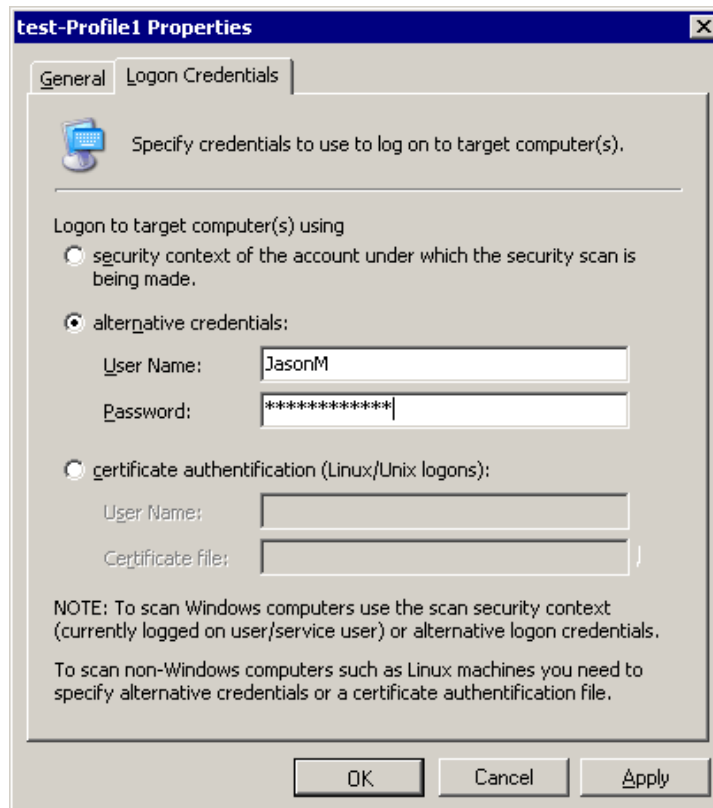 test-Profile1 Properties
General
Logon Credentials
Specify credentials to use to log on to target computer(s).
Logon to target computer(s) using
security context of the account under which the security scan is
being made.
alternative credentials:
User Name:
JasonM
Password:
************
certificate authentification (Linux/Unix logons):
User Name:
Certificate file:
NOTE: To scan Windows computers use the scan security context
(currently logged on user/service user) or alternative logon credentials.
To scan non-Windows computers such as Linux machines you need to
specify alternative credentials or a certificate authentification file.
OK
Cancel
Apply